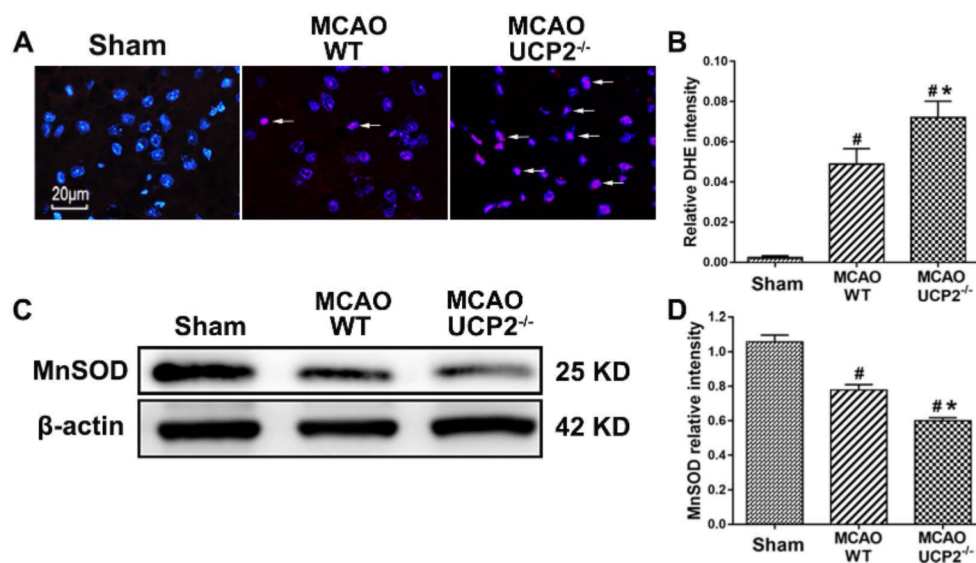 A
Sham
MCAO
WT
MCAO
UCP2-/-
20μm
B
Relative DHE intensity
0.10
0.08
0.06
0.04
0.02
0.00
#
# *
Sham
MCAO
WT
MCAO
UCP2-/-
C
Sham
MCAO
WT
MCAO
UCP2-/-
MnSOD
25 KD
β-actin
42 KD
D
MnSOD relative intensity
1.2
1.0
0.8
0.6
0.4
0.2
0.0
#
# *
Sham
MCAO
WT
MCAO
UCP2-/-